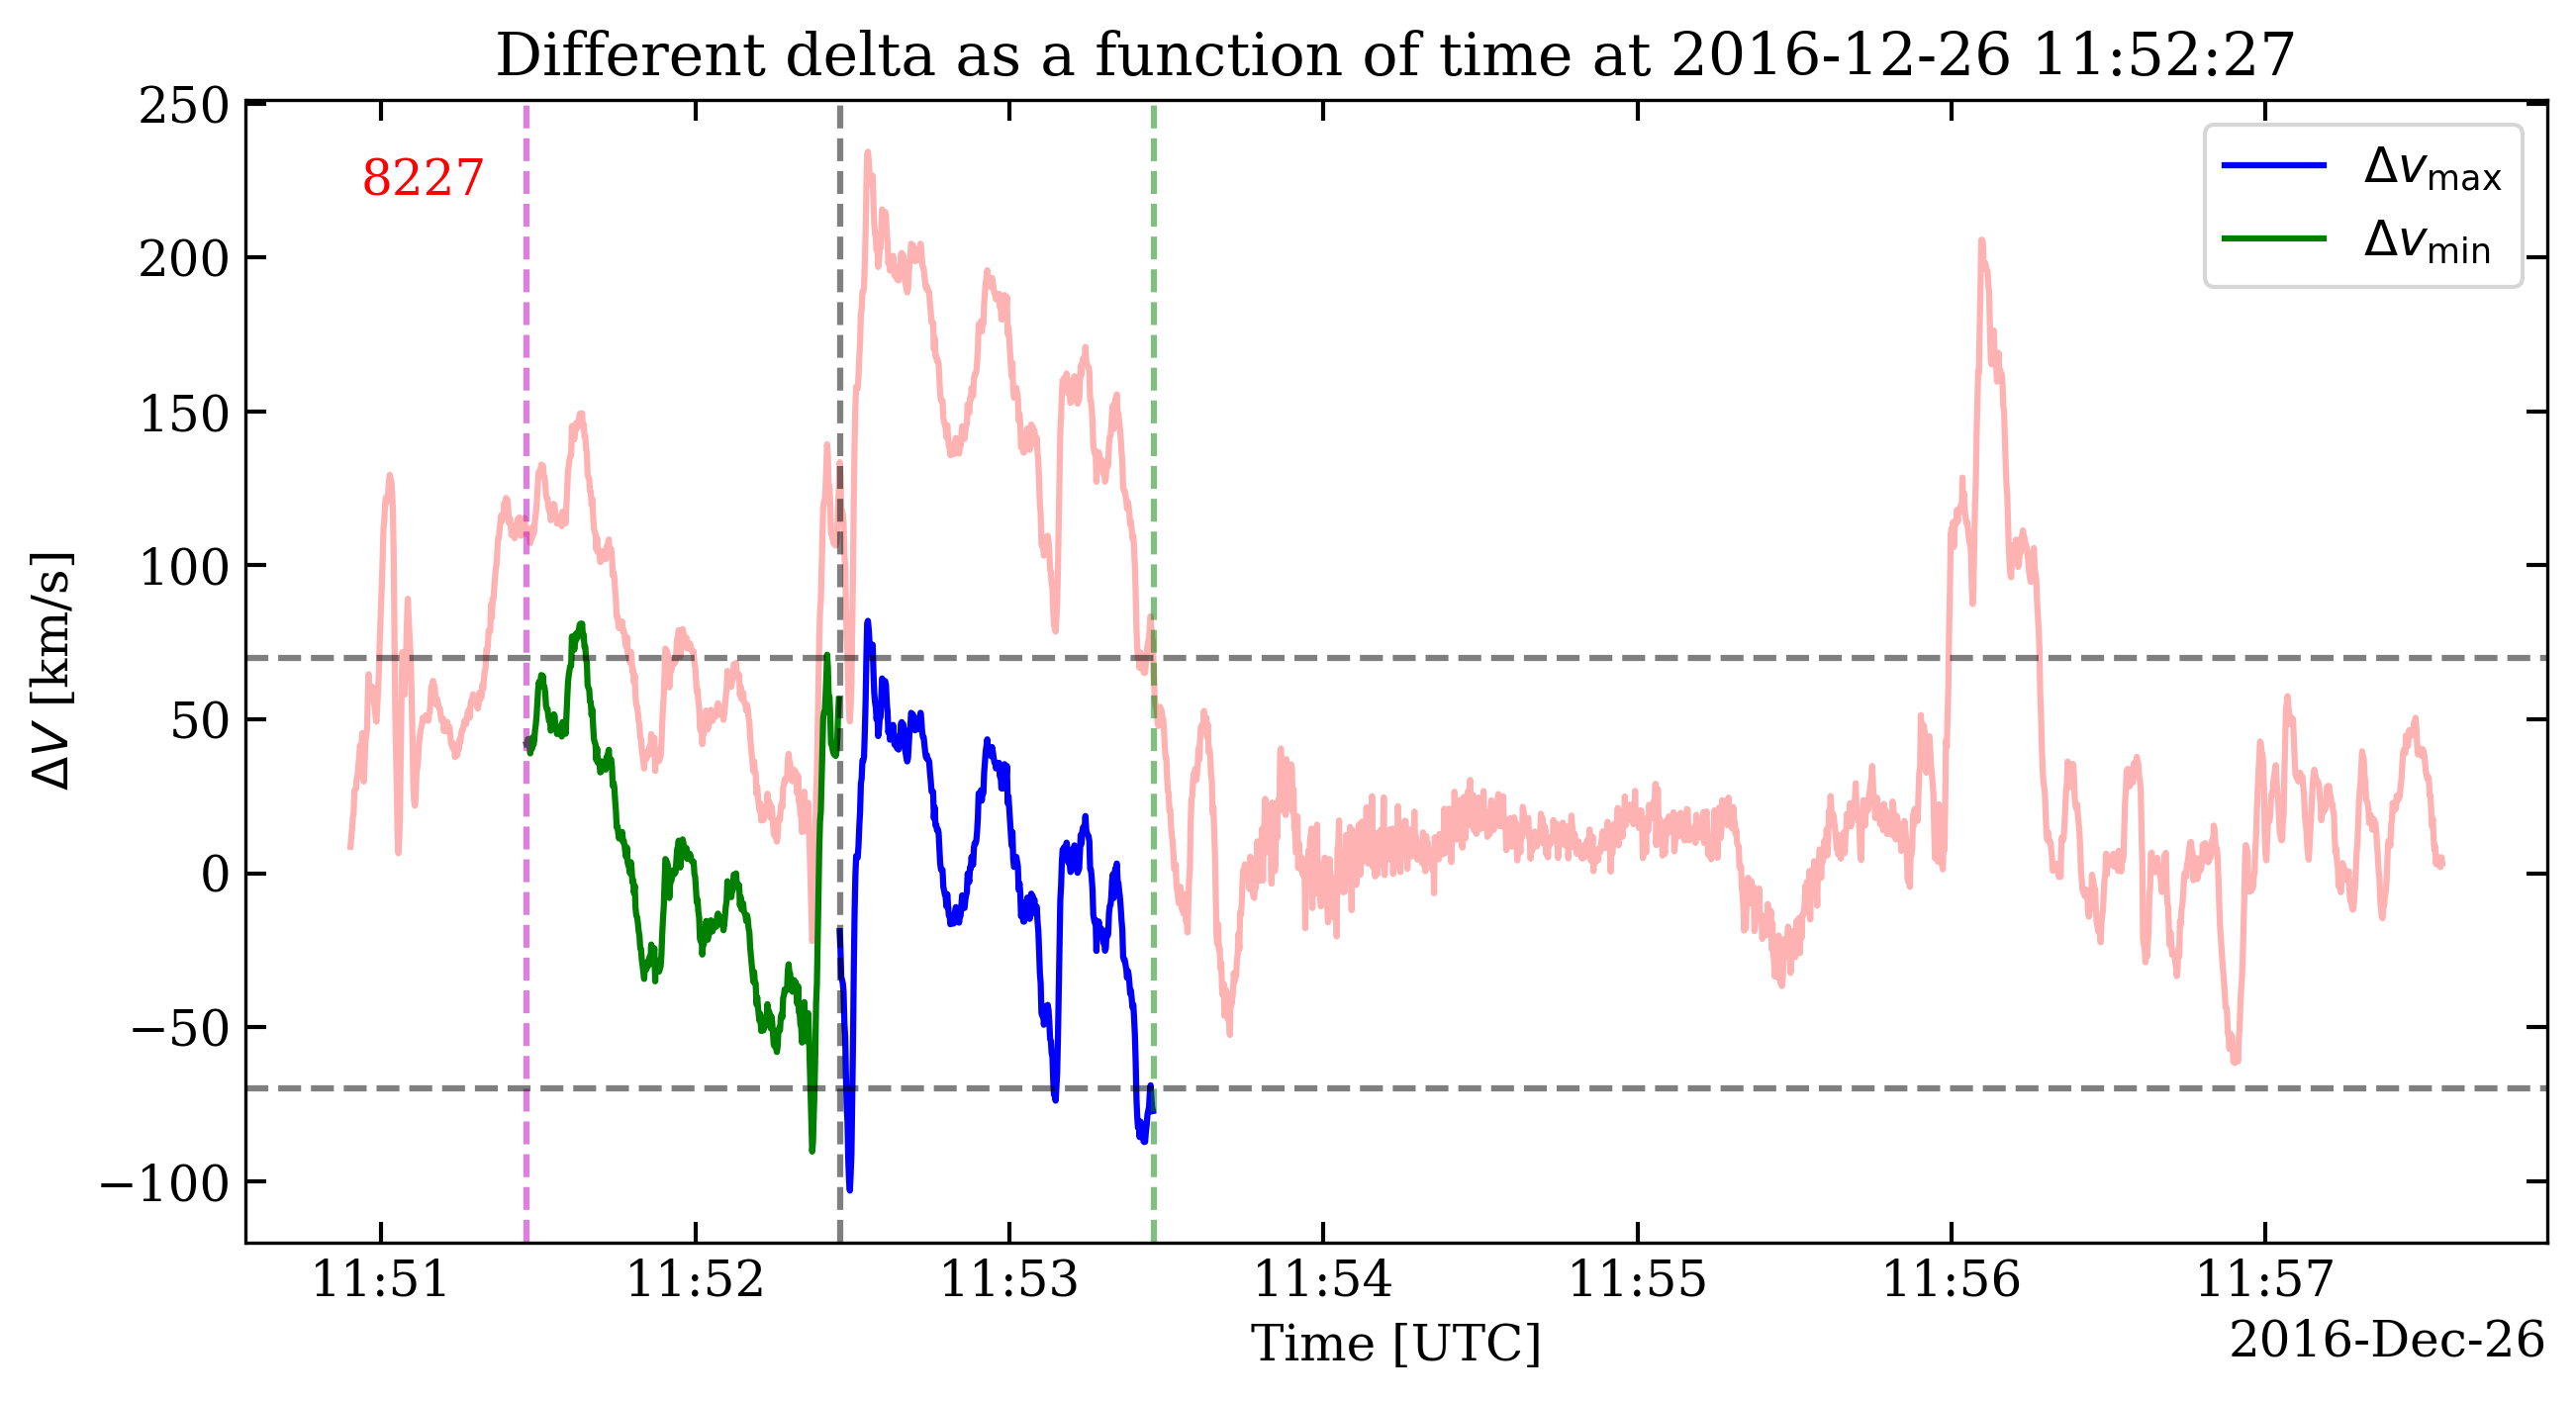 Different delta as a function of time at 2016-12-26 11:52:27
250
200
150
100
50
0
−50
−100
ΔV [km/s]
8227
Δv_max
Δv_min
11:51 11:52 11:53 11:54 11:55 11:56 11:57
Time [UTC]
2016-Dec-26